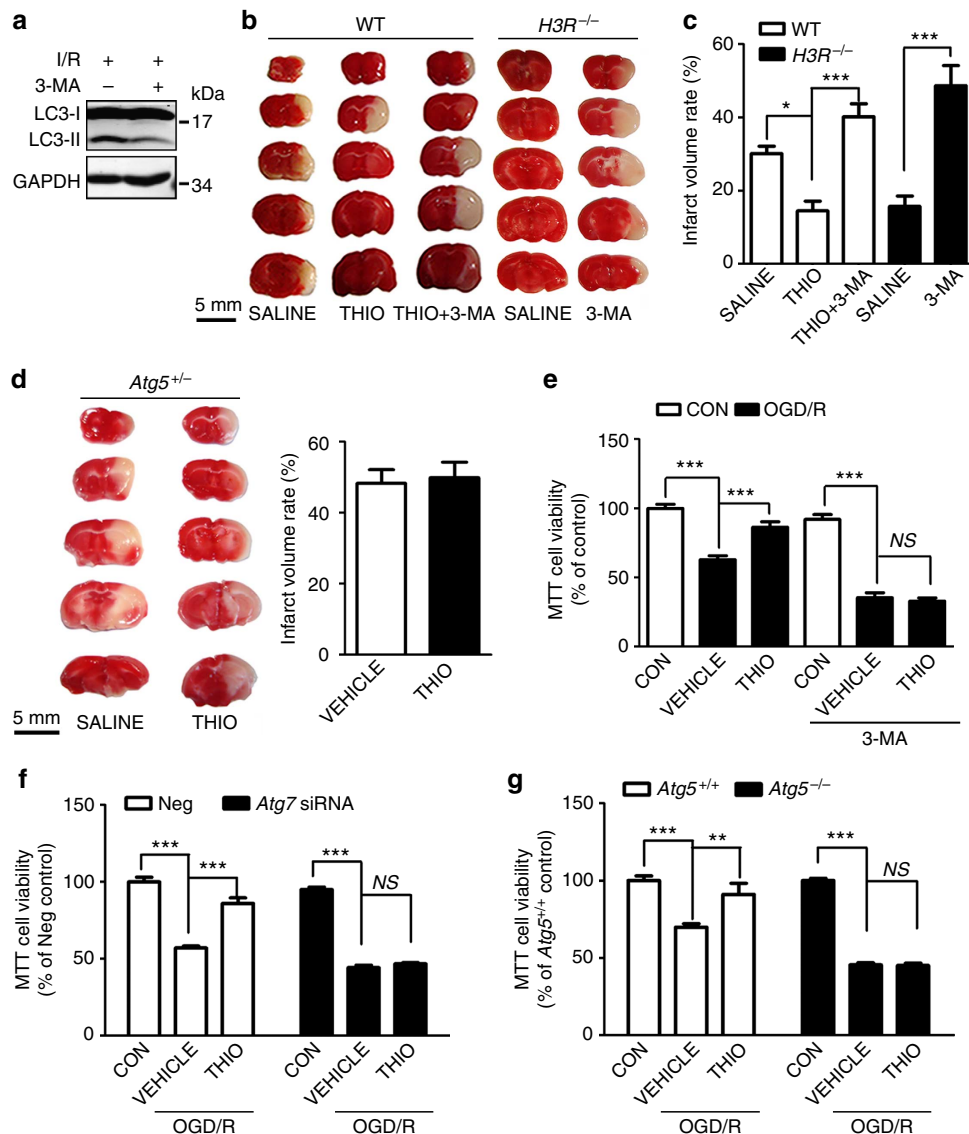 a
I/R + +
3-MA – +
kDa
LC3-I
17
LC3-II
GAPDH
34
b
WT
H3R–/–
5 mm
SALINE THIO THIO+3-MA SALINE 3-MA
c
WT
H3R–/–
Infarct volume rate (%)
60
40
20
0
* *** ***
SALINE THIO THIO+3-MA SALINE 3-MA
d
Atg5+/–
5 mm
SALINE THIO
Infarct volume rate (%)
60
40
20
0
VEHICLE THIO
e
CON OGD/R
MTT cell viability
(% of control)
150
100
50
0
*** *** *** NS
CON VEHICLE THIO CON VEHICLE THIO
3-MA
f
Neg Atg7 siRNA
MTT cell viability
(% of Neg control)
150
100
50
0
*** *** *** NS
CON VEHICLE THIO CON VEHICLE THIO
OGD/R OGD/R
g
Atg5+/+ Atg5–/–
MTT cell viability
(% of Atg5+/+ control)
150
100
50
0
*** ** *** NS
CON VEHICLE THIO CON VEHICLE THIO
OGD/R OGD/R